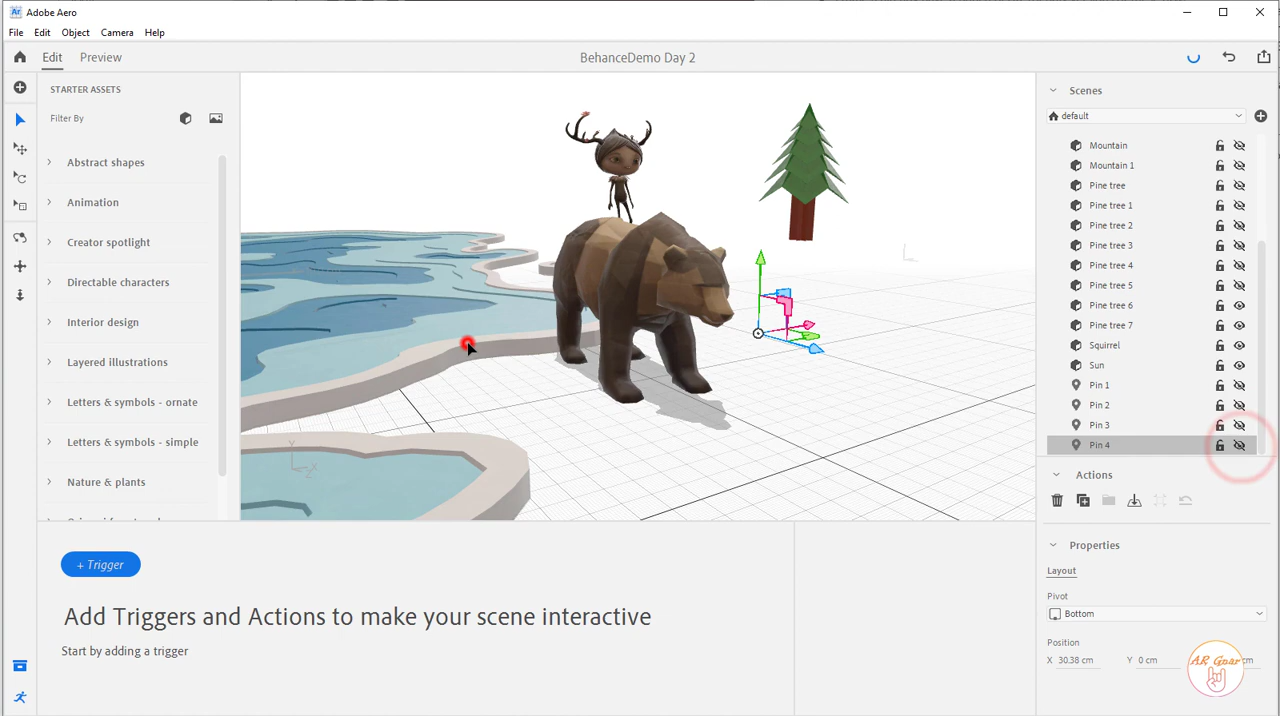 Adobe Aero
File Edit Object Camera Help
Edit Preview BehanceDemo Day 2
STARTER ASSETS
Filter By
Abstract shapes
Animation
Creator spotlight
Directable characters
Interior design
Layered illustrations
Letters & symbols - ornate
Letters & symbols - simple
Nature & plants
+ Trigger
Add Triggers and Actions to make your scene interactive
Start by adding a trigger
Scenes
default
Mountain
Mountain 1
Pine tree
Pine tree 1
Pine tree 2
Pine tree 3
Pine tree 4
Pine tree 5
Pine tree 6
Pine tree 7
Squirrel
Sun
Pin 1
Pin 2
Pin 3
Pin 4
Actions
Properties
Layout
Pivot
Bottom
Position
X 30.38 cm Y 0 cm cm
AR Gnar